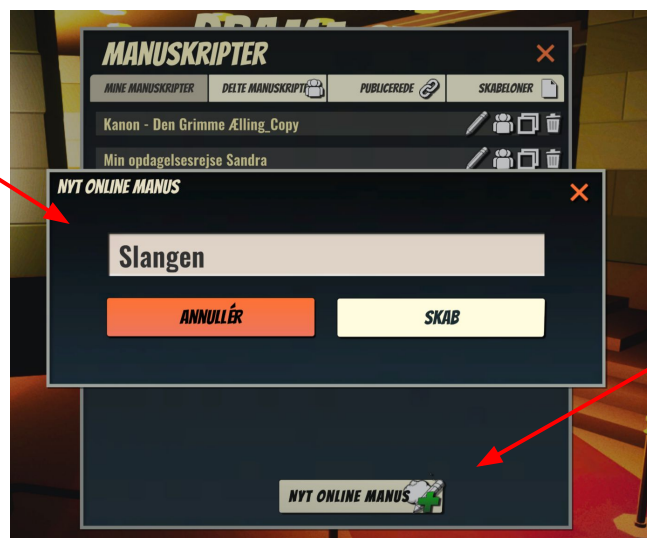 MANUSKRIPTER
MINE MANUSKRIPTER DELTE MANUSKRIPT PUBLICEREDE SKABELONER
Kanon - Den Grimme Ælling_Copy
Min opdagelsesrejse Sandra
NYT ONLINE MANUS
Slangen
ANNULLÉR SKAB
NYT ONLINE MANUS